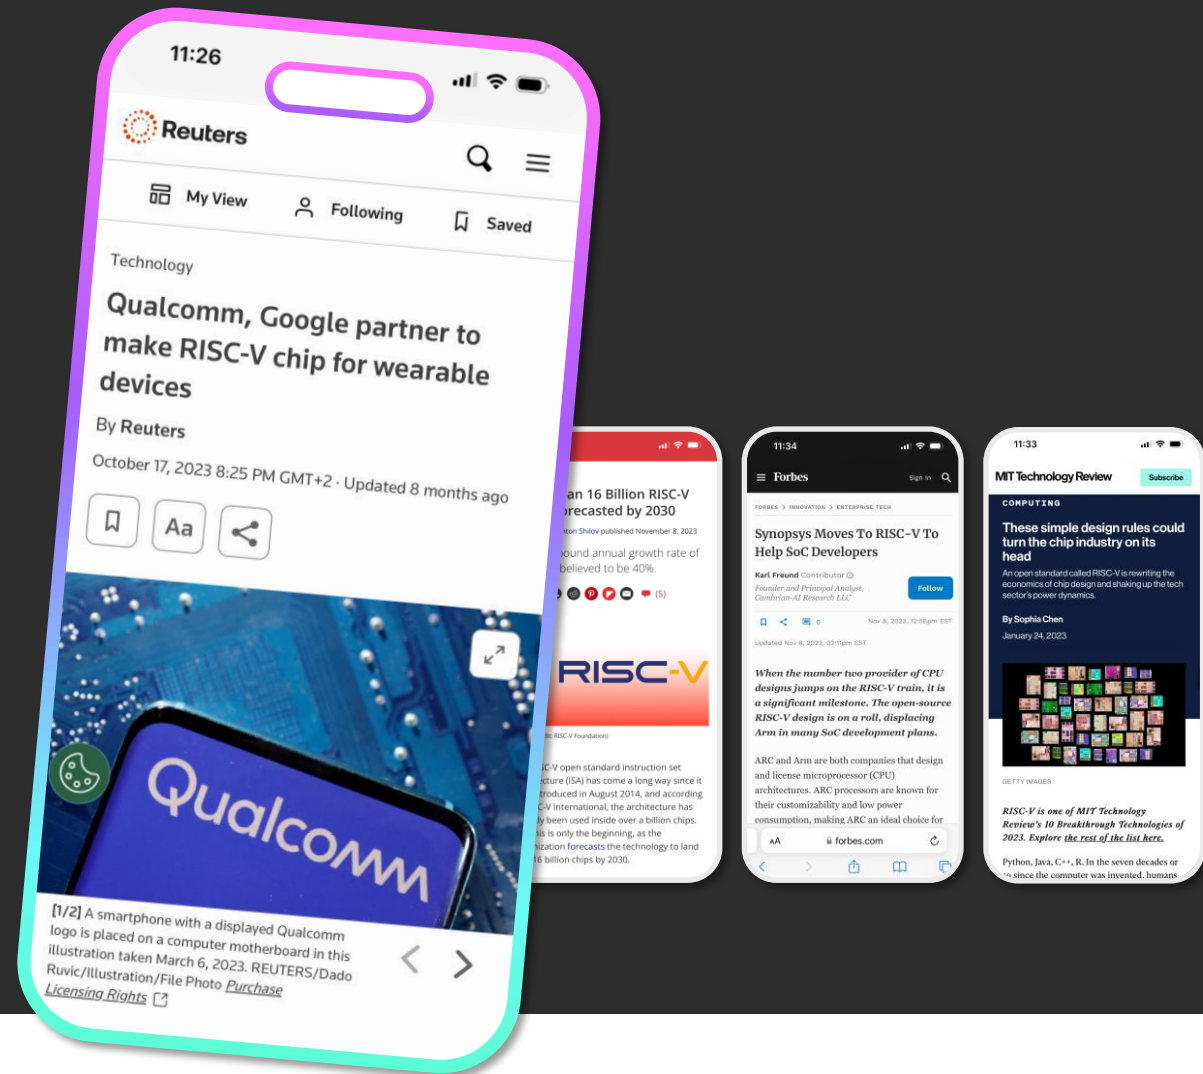 11:26
Reuters
My View
Following
Saved
Technology
Qualcomm, Google partner to
make RISC-V chip for wearable
devices
By Reuters
October 17, 2023 8:25 PM GMT+2 · Updated 8 months ago
Aa
Qualcomm
[1/2] A smartphone with a displayed Qualcomm
logo is placed on a computer motherboard in this
illustration taken March 6, 2023. REUTERS/Dado
Ruvic/Illustration/File Photo Purchase
Licensing Rights
an 16 Billion RISC-V
orecasted by 2030
Shilov published November 8, 2023
ound annual growth rate of
believed to be 40%.
(5)
RISC-V
RISC-V Foundation)
C-V open standard instruction set
cture (ISA) has come a long way since it
troduced in August 2014, and according
C-V International, the architecture has
dy been used inside over a billion chips.
is is only the beginning, as the
ization forecasts the technology to land
16 billion chips by 2030.
11:34
Forbes
Sign In
FORBES > INNOVATION > ENTERPRISE TECH
Synopsys Moves To RISC-V To
Help SoC Developers
Karl Freund Contributor
Founder and Principal Analyst,
Cambrian-AI Research LLC
Follow
0
Nov 8, 2023, 12:56pm EST
Updated Nov 8, 2023, 02:11pm EST
When the number two provider of CPU
designs jumps on the RISC-V train, it is
a significant milestone. The open-source
RISC-V design is on a roll, displacing
Arm in many SoC development plans.
ARC and Arm are both companies that design
and license microprocessor (CPU)
architectures. ARC processors are known for
their customizability and low power
consumption, making ARC an ideal choice for
AA
forbes.com
11:33
MIT Technology Review
Subscribe
COMPUTING
These simple design rules could
turn the chip industry on its
head
An open standard called RISC-V is rewriting the
economics of chip design and shaking up the tech
sector's power dynamics.
By Sophia Chen
January 24, 2023
GETTY IMAGES
RISC-V is one of MIT Technology
Review's 10 Breakthrough Technologies of
2023. Explore the rest of the list here.
Python, Java, C++, R. In the seven decades or
so since the computer was invented, humans